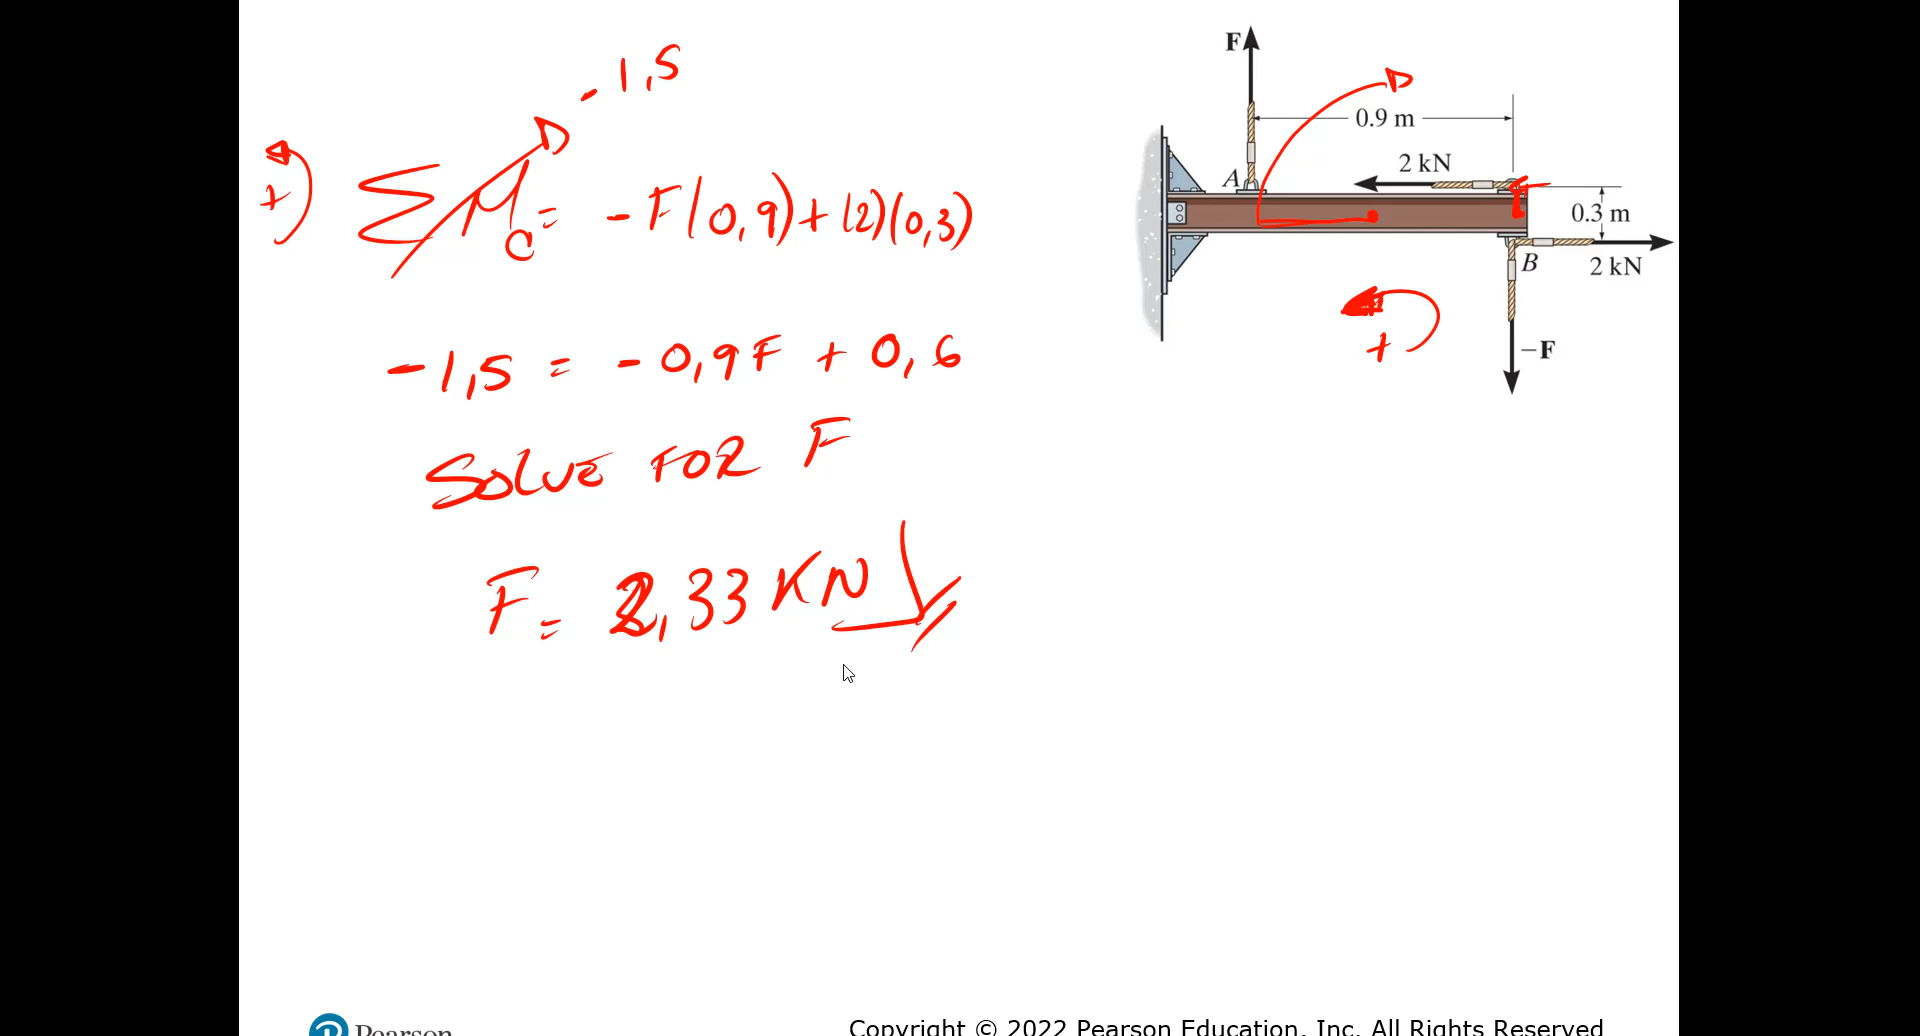 - 1,5
+ ΣM_C = - F(0,9) + (2)(0,3)
-1,5 = - 0,9F + 0,6
SOLVE FOR F
F = 2,33 KN
F
0.9 m
2 kN
A
0.3 m
B
2 kN
+
-F
Pearson
Copyright © 2022 Pearson Education, Inc. All Rights Reserved